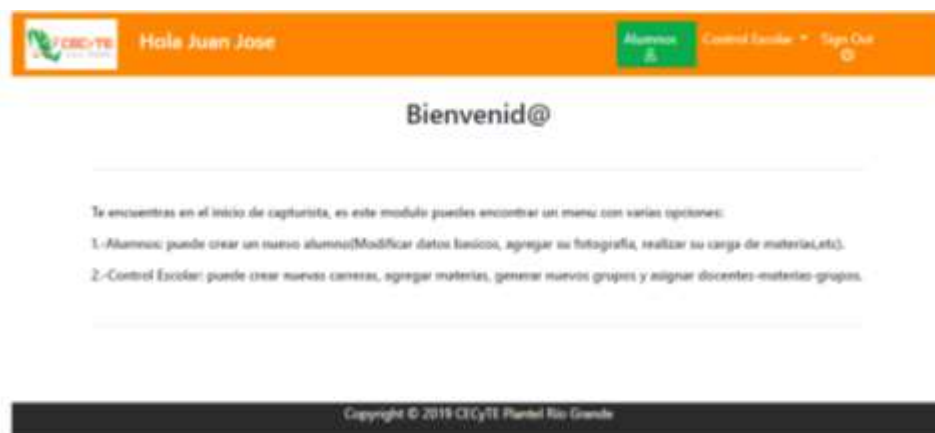 CECyTE
Hola Juan Jose
Alumnos
Control Escolar
Sign Out
Bienvenid@
Te encuentras en el inicio de capturista, es este modulo puedes encontrar un menu con varias opciones:
1.-Alumnos: puede crear un nuevo alumno(Modificar datos basicos, agregar su fotografia, realizar su carga de materias,etc).
2.-Control Escolar: puede crear nuevas carreras, agregar materias, generar nuevos grupos y asignar docentes-materias-grupos.
Copyright © 2019 CECyTE Plantel Rio Grande